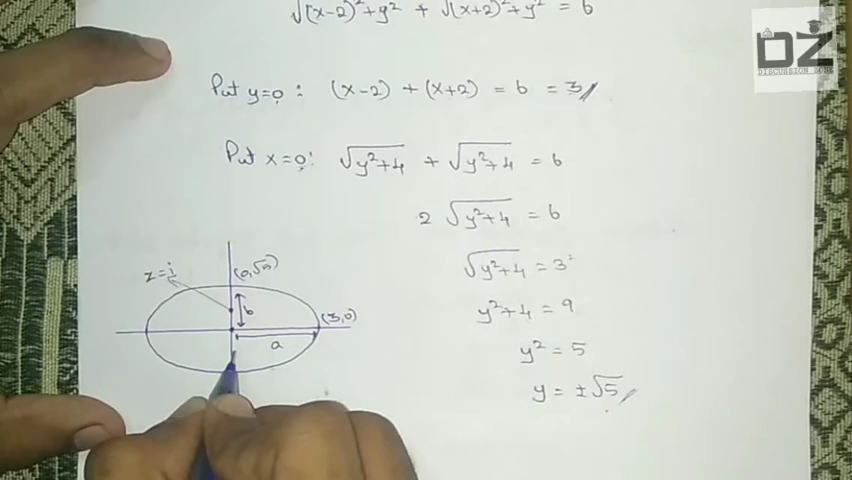 √(x-2)²+y² + √(x+2)²+y² = 6
Put y=0 : (x-2) + (x+2) = 6 = 3
Put x=0: √y²+4 + √y²+4 = 6
2 √y²+4 = 6
√y²+4 = 3
y²+4 = 9
y² = 5
y = ±√5
z=i
(0,√5)
b
(3,0)
a
DZ
DISCUSSION ZONE